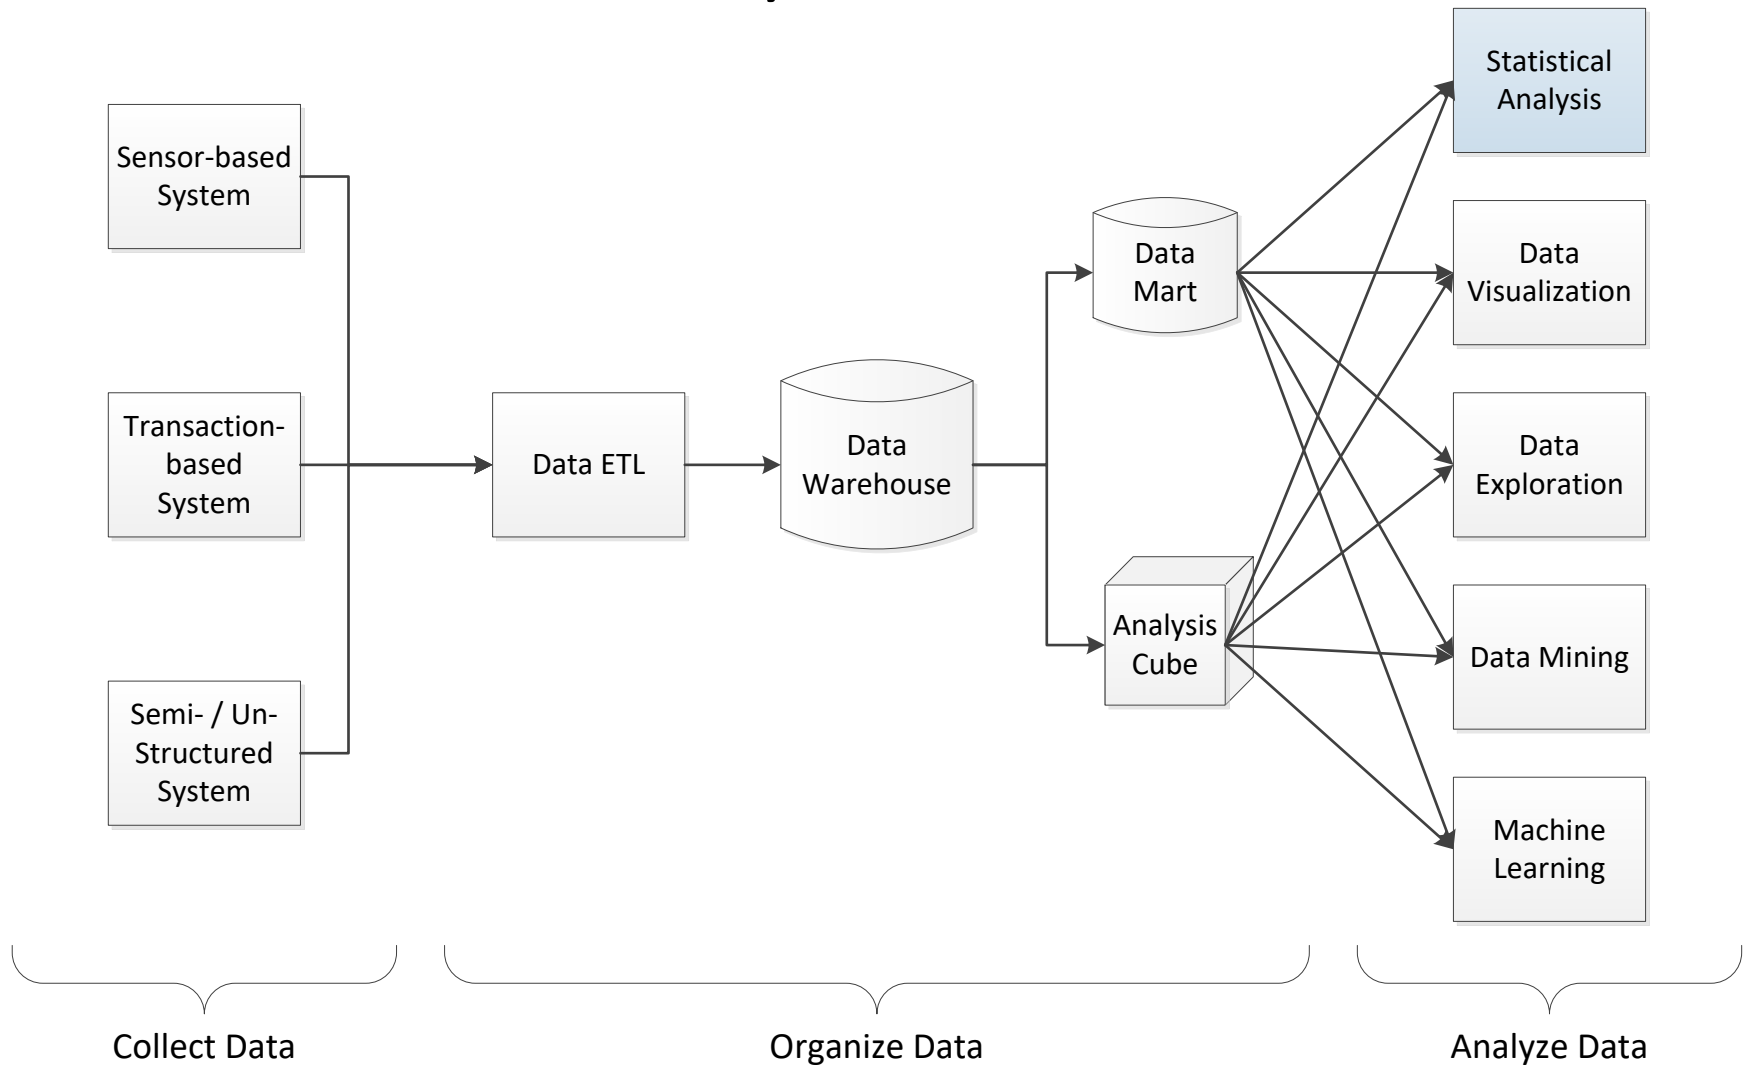 Sensor-based
System
Transaction-
based
System
Semi- / Un-
Structured
System
Data ETL
Data
Warehouse
Data
Mart
Analysis
Cube
Statistical
Analysis
Data
Visualization
Data
Exploration
Data Mining
Machine
Learning
Collect Data
Organize Data
Analyze Data